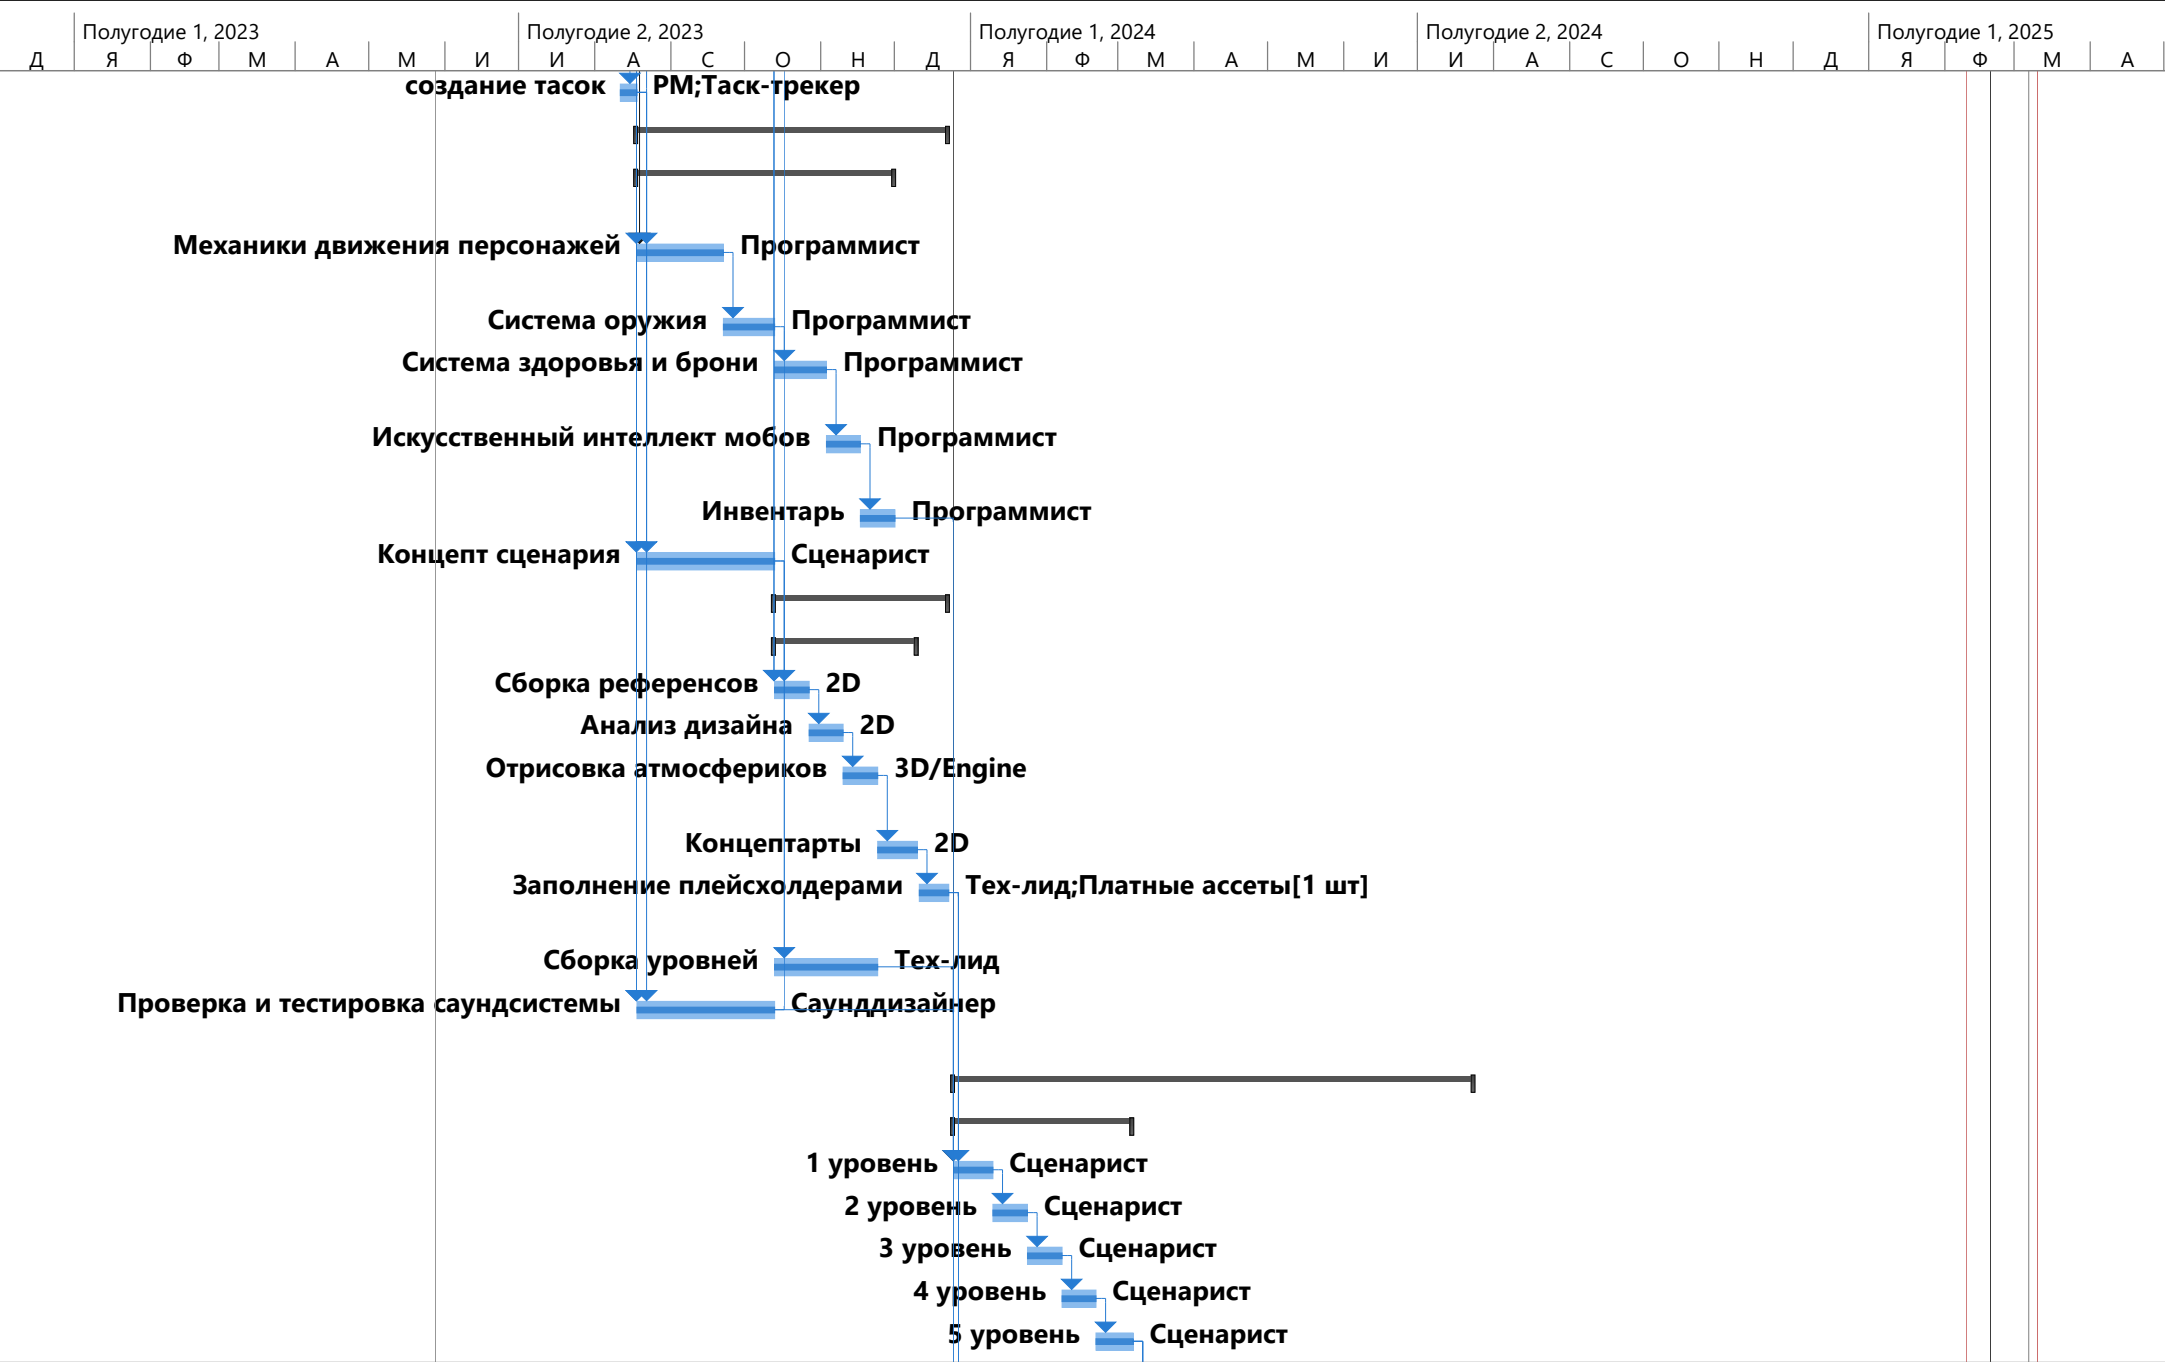 Полугодие 1, 2023 Полугодие 2, 2023 Полугодие 1, 2024 Полугодие 2, 2024 Полугодие 1, 2025
Д Я Ф М А М И И А С О Н Д Я Ф М А М И И А С О Н Д Я Ф М А
создание тасок PM;Таск-трекер
Механики движения персонажей Программист
Система оружия Программист
Система здоровья и брони Программист
Искусственный интеллект мобов Программист
Инвентарь Программист
Концепт сценария Сценарист
Сборка референсов 2D
Анализ дизайна 2D
Отрисовка атмосфериков 3D/Engine
Концептарты 2D
Заполнение плейсхолдерами Тех-лид;Платные ассеты[1 шт]
Сборка уровней Тех-лид
Проверка и тестировка саундсистемы Саунддизайнер
1 уровень Сценарист
2 уровень Сценарист
3 уровень Сценарист
4 уровень Сценарист
5 уровень Сценарист